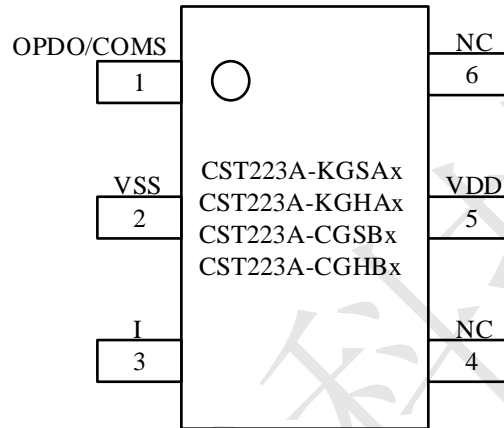 OPDO/COMS
1
NC
6
VSS
2
VDD
5
I
3
NC
4
CST223A-KGSAx
CST223A-KGHAx
CST223A-CGSBx
CST223A-CGHBx
科